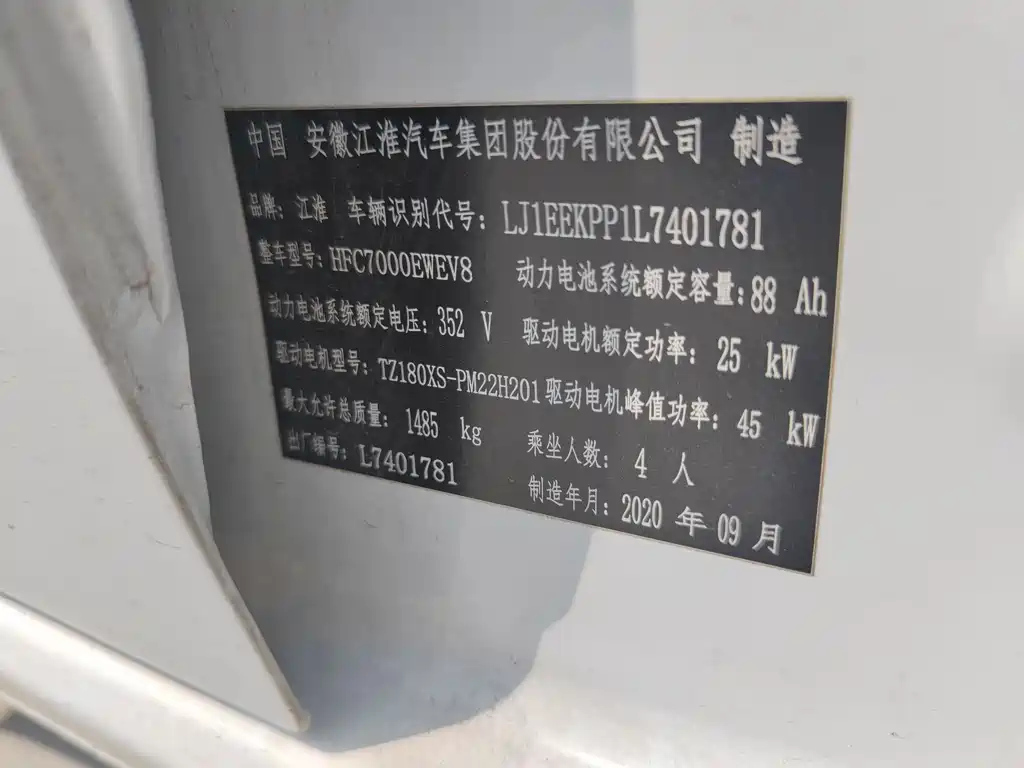 中国 安徽江淮汽车集团股份有限公司 制造
品牌：江淮 车辆识别代号：LJ1EEKPP1L7401781
整车型号：HFC7000EWEV8 动力电池系统额定容量：88 Ah
动力电池系统额定电压：352 V 驱动电机额定功率：25 kW
驱动电机型号：TZ180XS-PM22H201 驱动电机峰值功率：45 kW
最大允许总质量：1485 kg 乘坐人数：4 人
出厂编号：L7401781 制造年月：2020 年 09 月